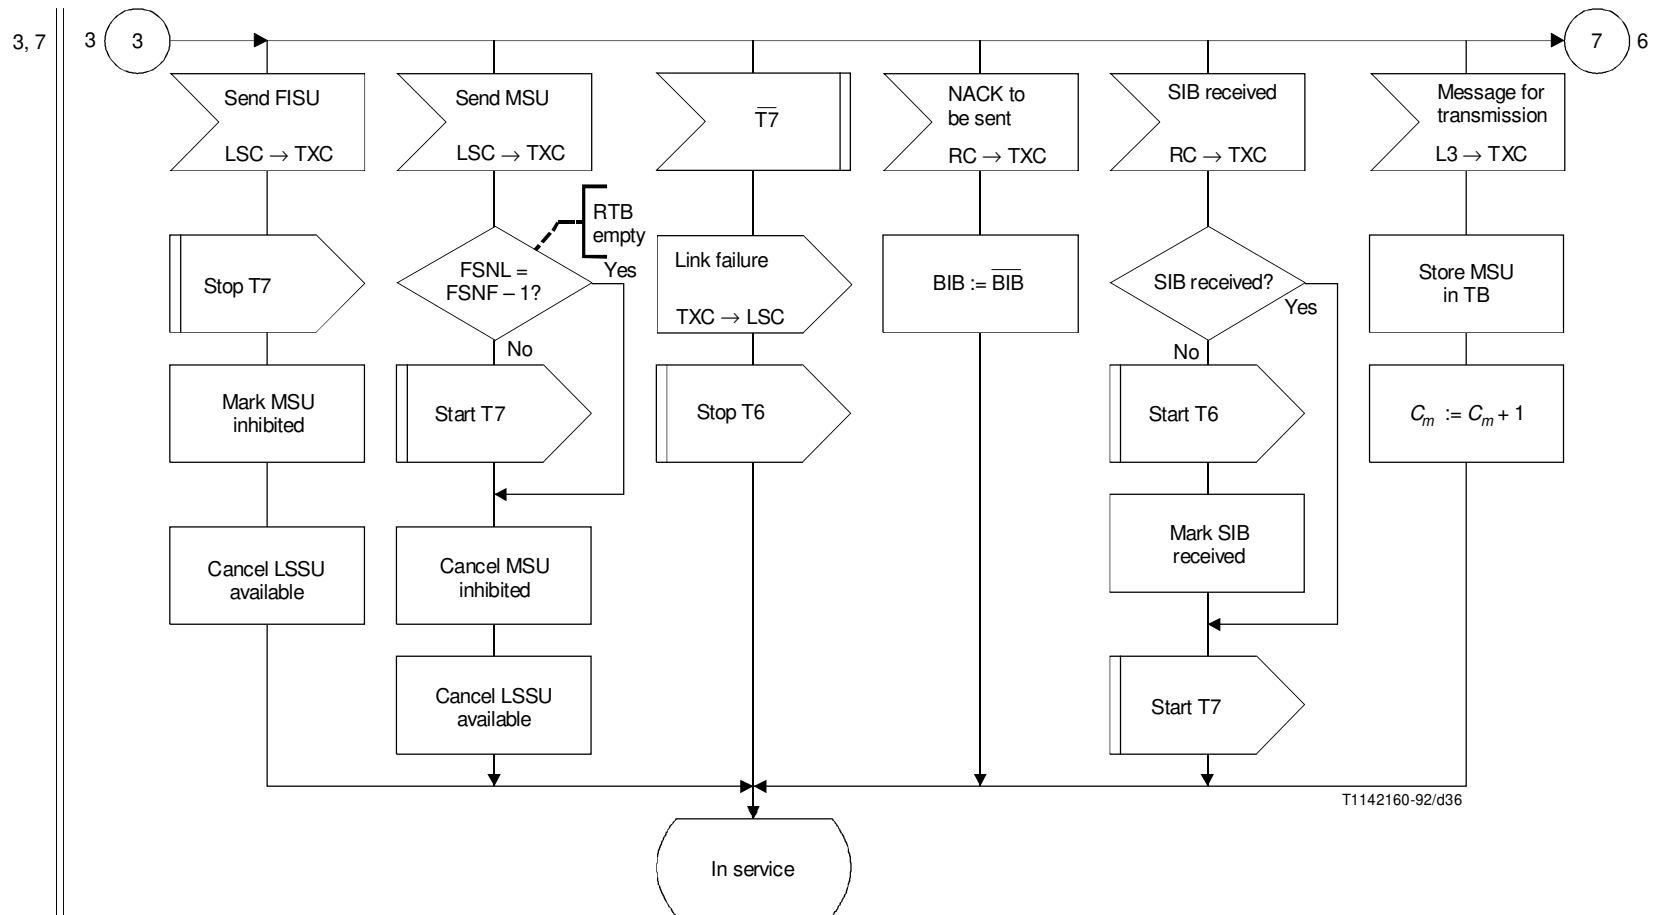 3, 7
3
3
7
6
Send FISU
LSC → TXC
Send MSU
LSC → TXC
T̅7̅
NACK to
be sent
RC → TXC
SIB received
RC → TXC
Message for
transmission
L3 → TXC
RTB
empty
Stop T7
FSNL =
FSNF – 1?
Yes
No
Link failure
TXC → LSC
BIB := B̅I̅B̅
SIB received?
Yes
No
Store MSU
in TB
Mark MSU
inhibited
Start T7
Stop T6
Start T6
Cm := Cm + 1
Cancel LSSU
available
Cancel MSU
inhibited
Mark SIB
received
Cancel LSSU
available
Start T7
T1142160-92/d36
In service